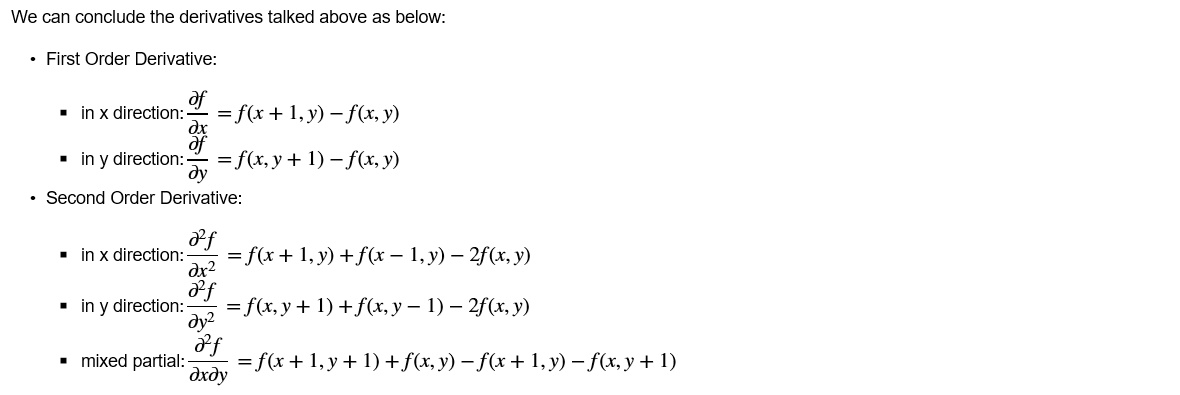 We can conclude the derivatives talked above as below:
• First Order Derivative:
▪ in x direction: ∂f/∂x = f(x + 1, y) − f(x, y)
▪ in y direction: ∂f/∂y = f(x, y + 1) − f(x, y)
• Second Order Derivative:
▪ in x direction: ∂²f/∂x² = f(x + 1, y) + f(x − 1, y) − 2f(x, y)
▪ in y direction: ∂²f/∂y² = f(x, y + 1) + f(x, y − 1) − 2f(x, y)
▪ mixed partial: ∂²f/∂x∂y = f(x + 1, y + 1) + f(x, y) − f(x + 1, y) − f(x, y + 1)